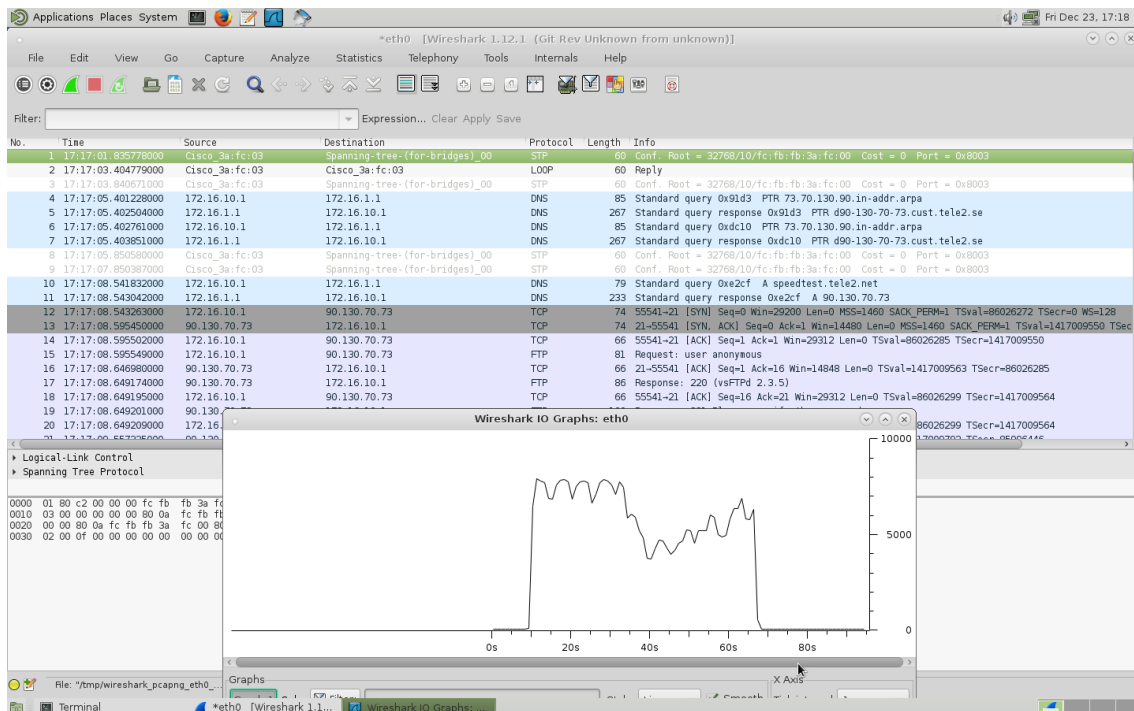 Applications Places System Fri Dec 23, 17:18
*eth0 [Wireshark 1.12.1 (Git Rev Unknown from unknown)]
File Edit View Go Capture Analyze Statistics Telephony Tools Internals Help
Filter: Expression... Clear Apply Save
No. Time Source Destination Protocol Length Info
1 17:17:01.835778000 Cisco_3a:fc:03 Spanning-tree-(for-bridges)_00 STP 60 Conf. Root = 32768/10/fc:fb:fb:3a:fc:00 Cost = 0 Port = 0x8003
2 17:17:03.404779000 Cisco_3a:fc:03 Cisco_3a:fc:03 LOOP 60 Reply
3 17:17:03.840671000 Cisco_3a:fc:03 Spanning-tree-(for-bridges)_00 STP 60 Conf. Root = 32768/10/fc:fb:fb:3a:fc:00 Cost = 0 Port = 0x8003
4 17:17:05.401228000 172.16.10.1 172.16.1.1 DNS 85 Standard query 0x91d3 PTR 73.70.130.90.in-addr.arpa
5 17:17:05.402504000 172.16.1.1 172.16.10.1 DNS 267 Standard query response 0x91d3 PTR d90-130-70-73.cust.tele2.se
6 17:17:05.402761000 172.16.10.1 172.16.1.1 DNS 85 Standard query 0xdc10 PTR 73.70.130.90.in-addr.arpa
7 17:17:05.403851000 172.16.1.1 172.16.10.1 DNS 267 Standard query response 0xdc10 PTR d90-130-70-73.cust.tele2.se
8 17:17:05.850580000 Cisco_3a:fc:03 Spanning-tree-(for-bridges)_00 STP 60 Conf. Root = 32768/10/fc:fb:fb:3a:fc:00 Cost = 0 Port = 0x8003
9 17:17:07.850387000 Cisco_3a:fc:03 Spanning-tree-(for-bridges)_00 STP 60 Conf. Root = 32768/10/fc:fb:fb:3a:fc:00 Cost = 0 Port = 0x8003
10 17:17:08.541832000 172.16.10.1 172.16.1.1 DNS 79 Standard query 0xe2cf A speedtest.tele2.net
11 17:17:08.543042000 172.16.1.1 172.16.10.1 DNS 233 Standard query response 0xe2cf A 90.130.70.73
12 17:17:08.543263000 172.16.10.1 90.130.70.73 TCP 74 55541→21 [SYN] Seq=0 Win=29200 Len=0 MSS=1460 SACK_PERM=1 TSval=86026272 TSecr=0 WS=128
13 17:17:08.595450000 90.130.70.73 172.16.10.1 TCP 74 21→55541 [SYN, ACK] Seq=0 Ack=1 Win=14480 Len=0 MSS=1460 SACK_PERM=1 TSval=1417009550 TSec
14 17:17:08.595502000 172.16.10.1 90.130.70.73 TCP 66 55541→21 [ACK] Seq=1 Ack=1 Win=29312 Len=0 TSval=86026285 TSecr=1417009550
15 17:17:08.595549000 172.16.10.1 90.130.70.73 FTP 81 Request: user anonymous
16 17:17:08.646980000 90.130.70.73 172.16.10.1 TCP 66 21→55541 [ACK] Seq=1 Ack=16 Win=14848 Len=0 TSval=1417009563 TSecr=86026285
17 17:17:08.649174000 90.130.70.73 172.16.10.1 FTP 86 Response: 220 (vsFTPd 2.3.5)
18 17:17:08.649195000 172.16.10.1 90.130.70.73 TCP 66 55541→21 [ACK] Seq=16 Ack=21 Win=29312 Len=0 TSval=86026299 TSecr=1417009564
19 17:17:08.649201000 90.130.70.73 172.16.10.1
20 17:17:08.649209000 172.16. 86026299 TSecr=1417009564
Wireshark IO Graphs: eth0
Logical-Link Control
Spanning Tree Protocol
0000 01 80 c2 00 00 00 fc fb fb 3a fc
0010 03 00 00 00 00 00 80 0a fc fb fb
0020 00 00 80 0a fc fb fb 3a fc 00 80
0030 02 00 0f 00 00 00 00 00 00 00 00
10000
5000
0
0s 20s 40s 60s 80s
Graphs X Axis
File: "/tmp/wireshark_pcapng_eth0_...
Smooth
Terminal *eth0 [Wireshark 1.1... Wireshark IO Graphs: ...